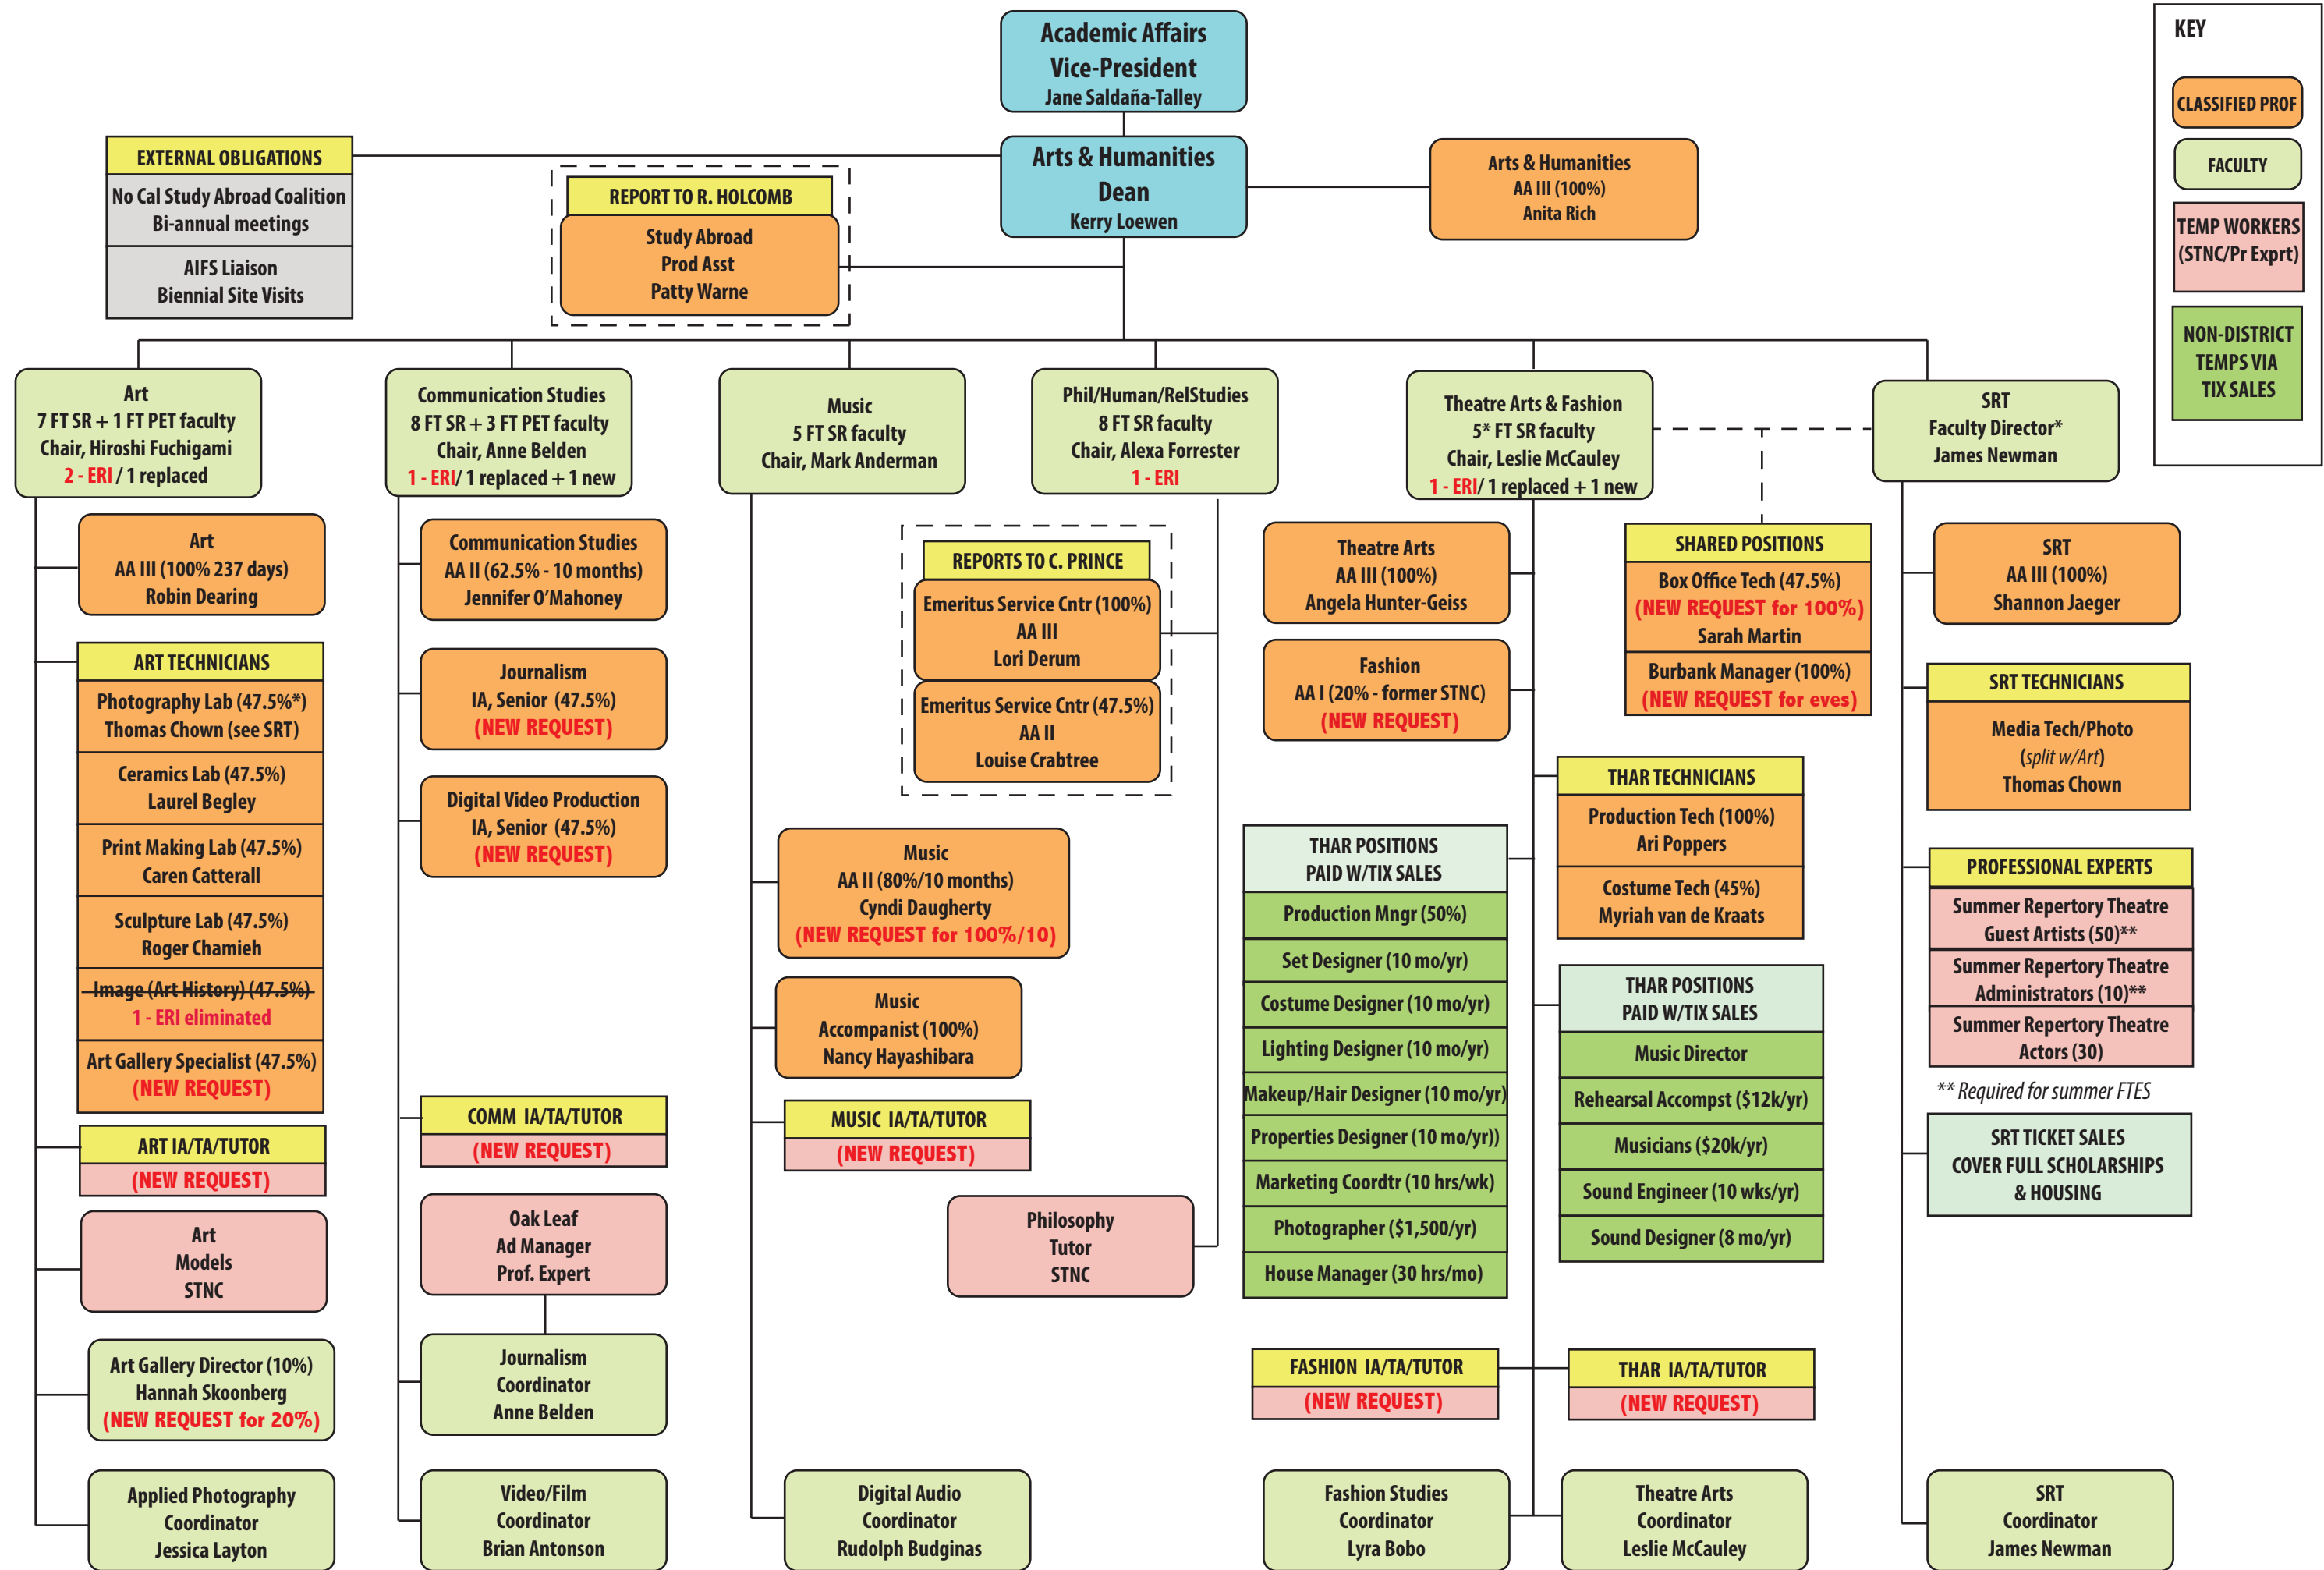 Academic Affairs
Vice-President
Jane Saldaña-Talley
KEY
CLASSIFIED PROF
FACULTY
TEMP WORKERS
(STNC/Pr Exprt)
NON-DISTRICT
TEMPS VIA
TIX SALES
EXTERNAL OBLIGATIONS
No Cal Study Abroad Coalition
Bi-annual meetings
AIFS Liaison
Biennial Site Visits
REPORT TO R. HOLCOMB
Study Abroad
Prod Asst
Patty Warne
Arts & Humanities
Dean
Kerry Loewen
Arts & Humanities
AA III (100%)
Anita Rich
Art
7 FT SR + 1 FT PET faculty
Chair, Hiroshi Fuchigami
2 - ERI / 1 replaced
Communication Studies
8 FT SR + 3 FT PET faculty
Chair, Anne Belden
1 - ERI/ 1 replaced + 1 new
Music
5 FT SR faculty
Chair, Mark Anderman
Phil/Human/RelStudies
8 FT SR faculty
Chair, Alexa Forrester
1 - ERI
Theatre Arts & Fashion
5* FT SR faculty
Chair, Leslie McCauley
1 - ERI/ 1 replaced + 1 new
SRT
Faculty Director*
James Newman
Art
AA III (100% 237 days)
Robin Dearing
ART TECHNICIANS
Photography Lab (47.5%*)
Thomas Chown (see SRT)
Ceramics Lab (47.5%)
Laurel Begley
Print Making Lab (47.5%)
Caren Catterall
Sculpture Lab (47.5%)
Roger Chamieh
Image (Art History) (47.5%)
1 - ERI eliminated
Art Gallery Specialist (47.5%)
(NEW REQUEST)
ART IA/TA/TUTOR
(NEW REQUEST)
Art
Models
STNC
Art Gallery Director (10%)
Hannah Skoonberg
(NEW REQUEST for 20%)
Applied Photography
Coordinator
Jessica Layton
Communication Studies
AA II (62.5% - 10 months)
Jennifer O'Mahoney
Journalism
IA, Senior (47.5%)
(NEW REQUEST)
Digital Video Production
IA, Senior (47.5%)
(NEW REQUEST)
COMM IA/TA/TUTOR
(NEW REQUEST)
Oak Leaf
Ad Manager
Prof. Expert
Journalism
Coordinator
Anne Belden
Video/Film
Coordinator
Brian Antonson
Music
AA II (80%/10 months)
Cyndi Daugherty
(NEW REQUEST for 100%/10)
Music
Accompanist (100%)
Nancy Hayashibara
MUSIC IA/TA/TUTOR
(NEW REQUEST)
Digital Audio
Coordinator
Rudolph Budginas
REPORTS TO C. PRINCE
Emeritus Service Cntr (100%)
AA III
Lori Derum
Emeritus Service Cntr (47.5%)
AA II
Louise Crabtree
Philosophy
Tutor
STNC
Theatre Arts
AA III (100%)
Angela Hunter-Geiss
Fashion
AA I (20% - former STNC)
(NEW REQUEST)
THAR POSITIONS
PAID W/TIX SALES
Production Mngr (50%)
Set Designer (10 mo/yr)
Costume Designer (10 mo/yr)
Lighting Designer (10 mo/yr)
Makeup/Hair Designer (10 mo/yr)
Properties Designer (10 mo/yr))
Marketing Coordtr (10 hrs/wk)
Photographer ($1,500/yr)
House Manager (30 hrs/mo)
FASHION IA/TA/TUTOR
(NEW REQUEST)
Fashion Studies
Coordinator
Lyra Bobo
SHARED POSITIONS
Box Office Tech (47.5%)
(NEW REQUEST for 100%)
Sarah Martin
Burbank Manager (100%)
(NEW REQUEST for eves)
THAR TECHNICIANS
Production Tech (100%)
Ari Poppers
Costume Tech (45%)
Myriah van de Kraats
THAR POSITIONS
PAID W/TIX SALES
Music Director
Rehearsal Accompst ($12k/yr)
Musicians ($20k/yr)
Sound Engineer (10 wks/yr)
Sound Designer (8 mo/yr)
THAR IA/TA/TUTOR
(NEW REQUEST)
Theatre Arts
Coordinator
Leslie McCauley
SRT
AA III (100%)
Shannon Jaeger
SRT TECHNICIANS
Media Tech/Photo
(split w/Art)
Thomas Chown
PROFESSIONAL EXPERTS
Summer Repertory Theatre
Guest Artists (50)**
Summer Repertory Theatre
Administrators (10)**
Summer Repertory Theatre
Actors (30)
** Required for summer FTES
SRT TICKET SALES
COVER FULL SCHOLARSHIPS
& HOUSING
SRT
Coordinator
James Newman